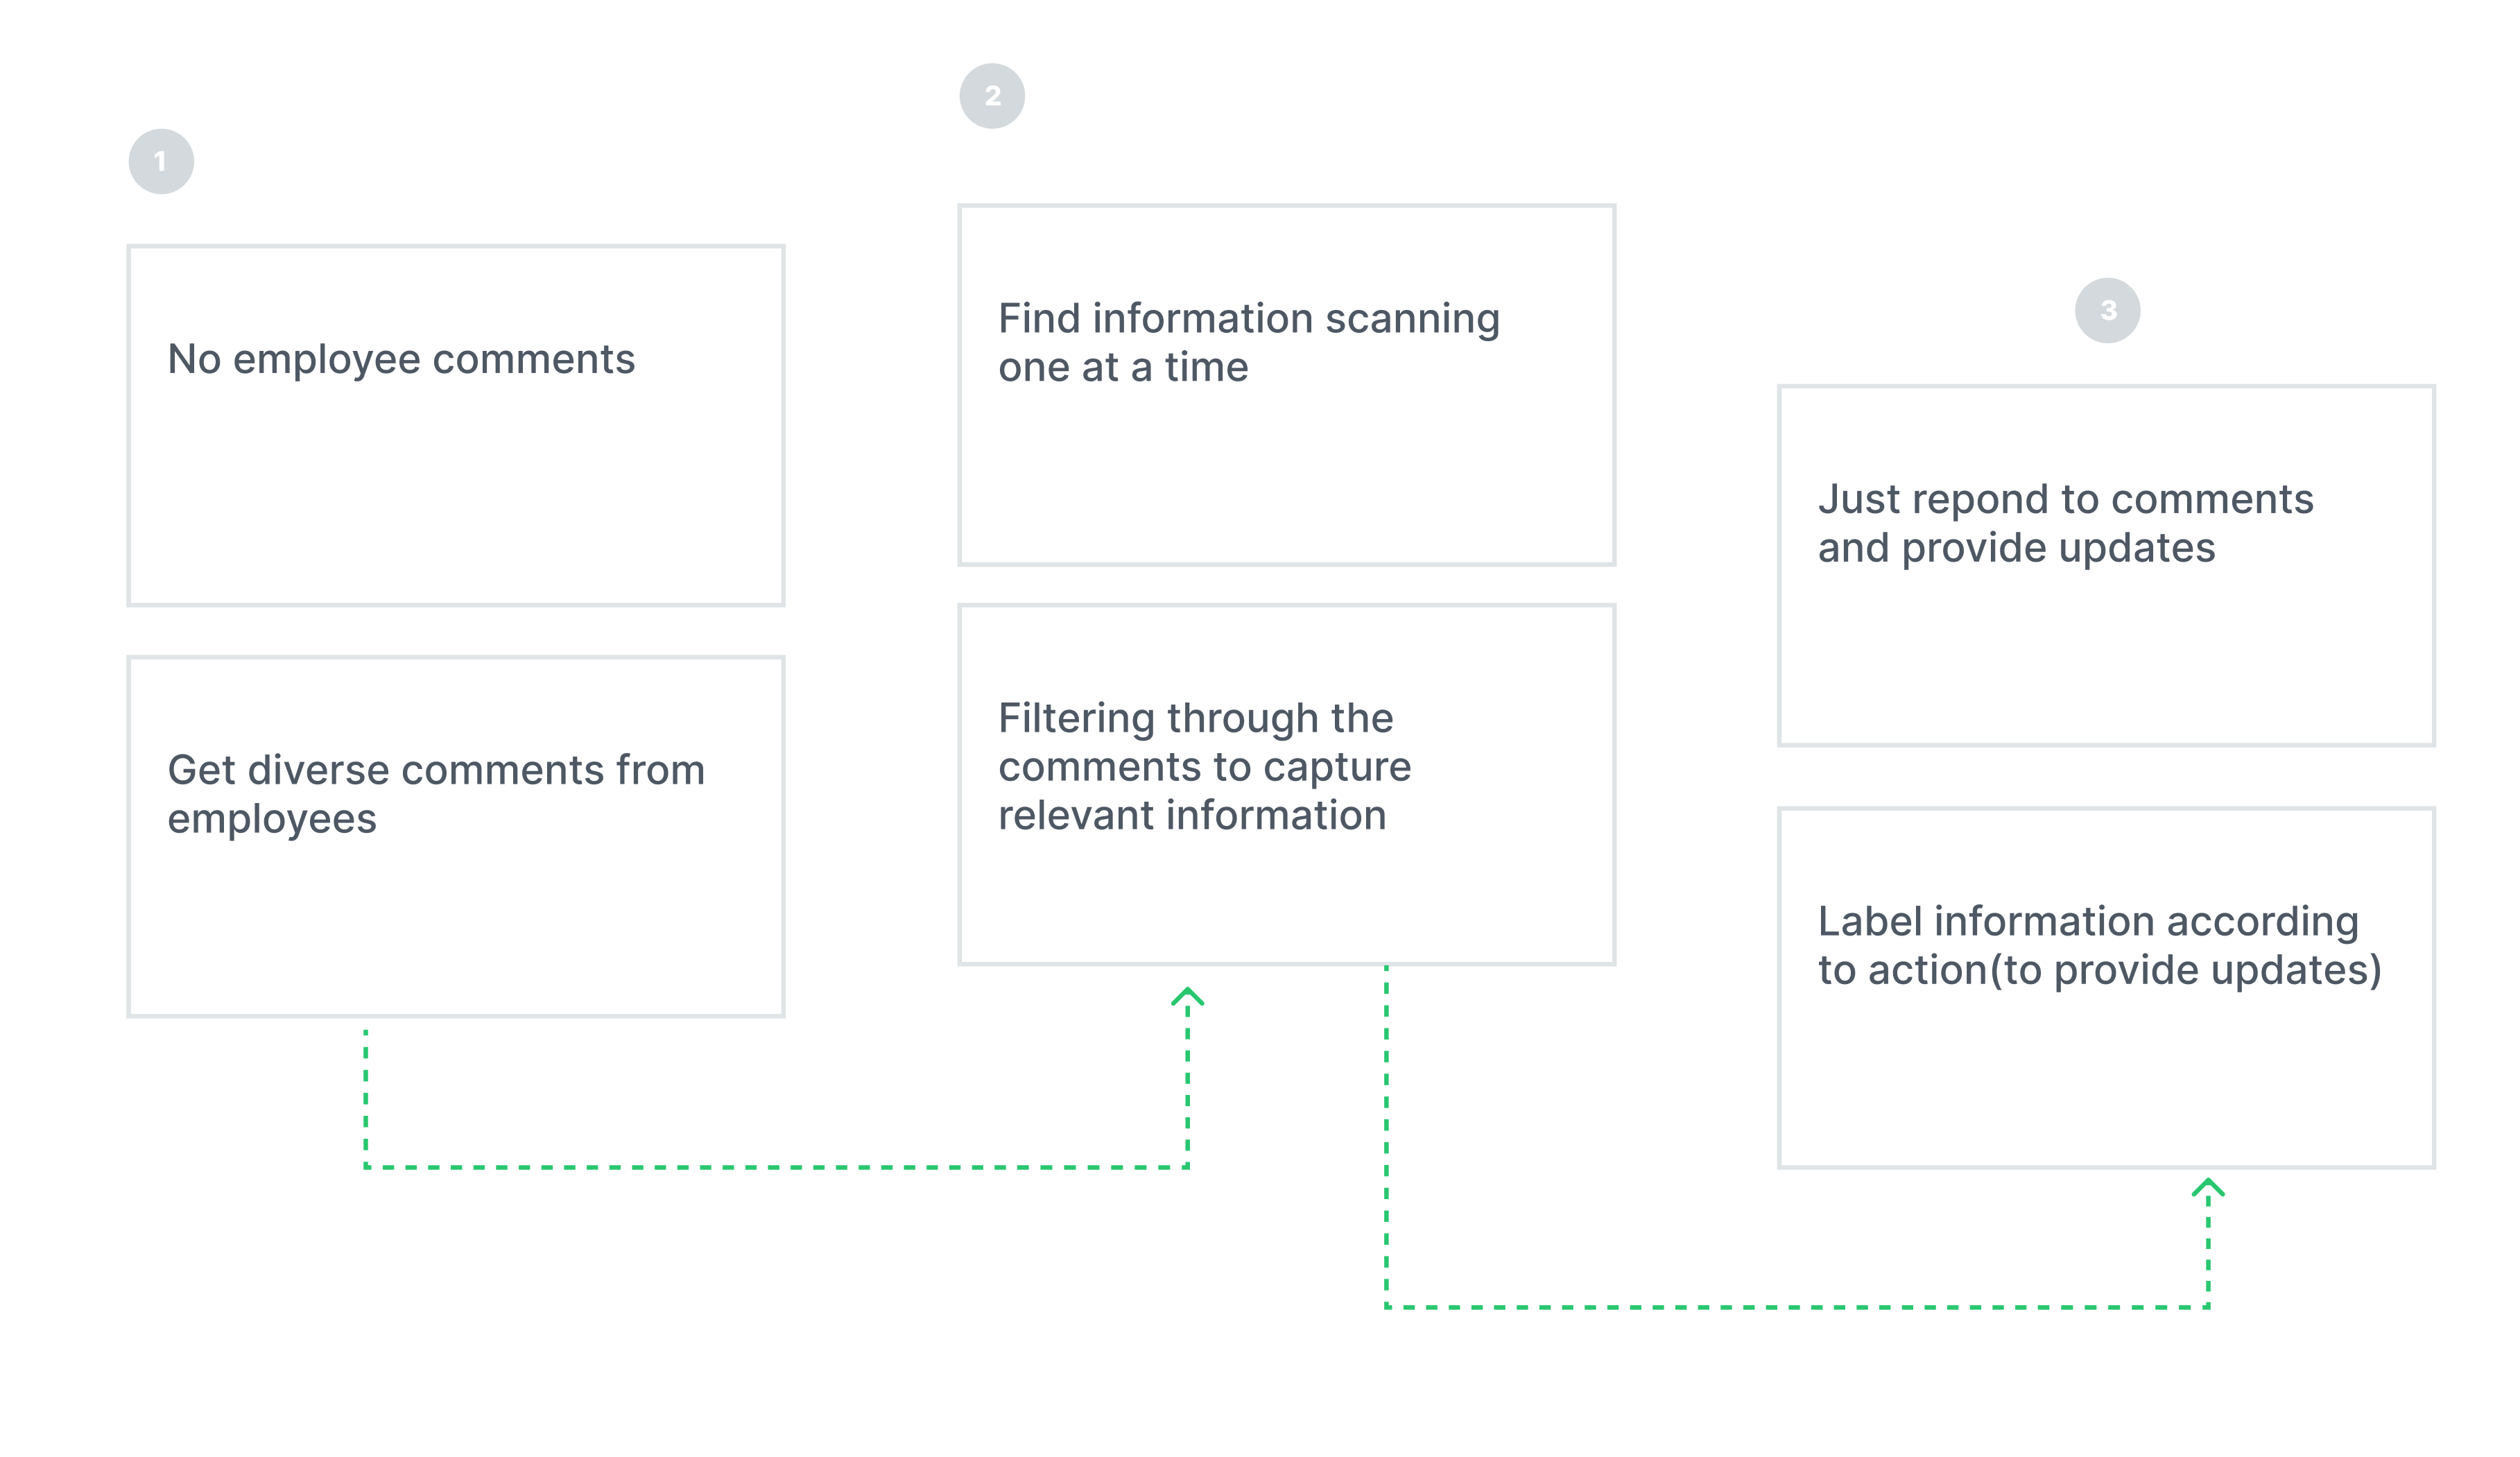 1
No employee comments
Get diverse comments from
employees
2
Find information scanning
one at a time
Filtering through the
comments to capture
relevant information
3
Just repond to comments
and provide updates
Label information according
to action (to provide updates)